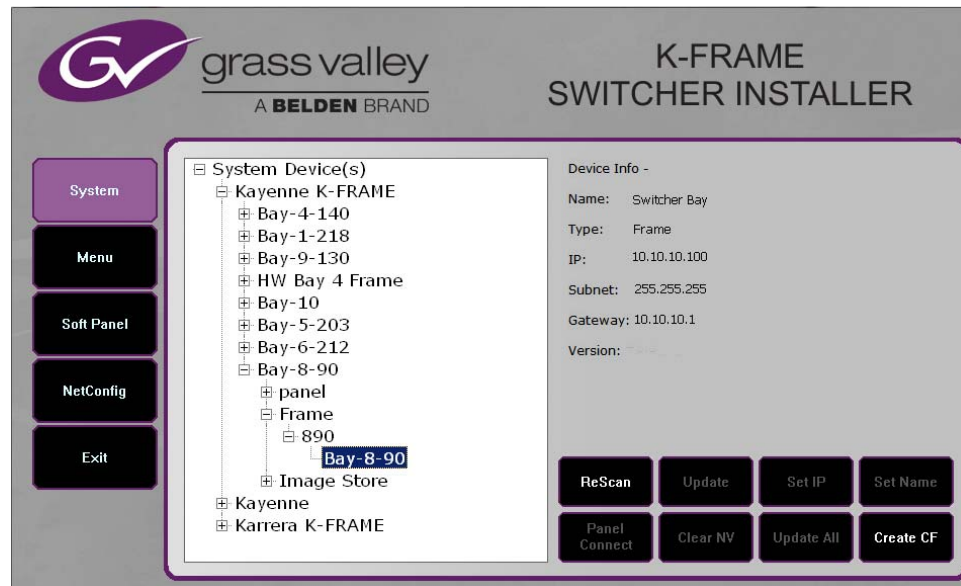 GV
grass valley
A BELDEN BRAND
K-FRAME
SWITCHER INSTALLER
System
Menu
Soft Panel
NetConfig
Exit
System Device(s)
Kayenne K-FRAME
Bay-4-140
Bay-1-218
Bay-9-130
HW Bay 4 Frame
Bay-10
Bay-5-203
Bay-6-212
Bay-8-90
panel
Frame
890
Bay-8-90
Image Store
Kayenne
Karrera K-FRAME
Device Info -
Name: Switcher Bay
Type: Frame
IP: 10.10.10.100
Subnet: 255.255.255
Gateway: 10.10.10.1
Version:
ReScan
Update
Set IP
Set Name
Panel
Connect
Clear NV
Update All
Create CF